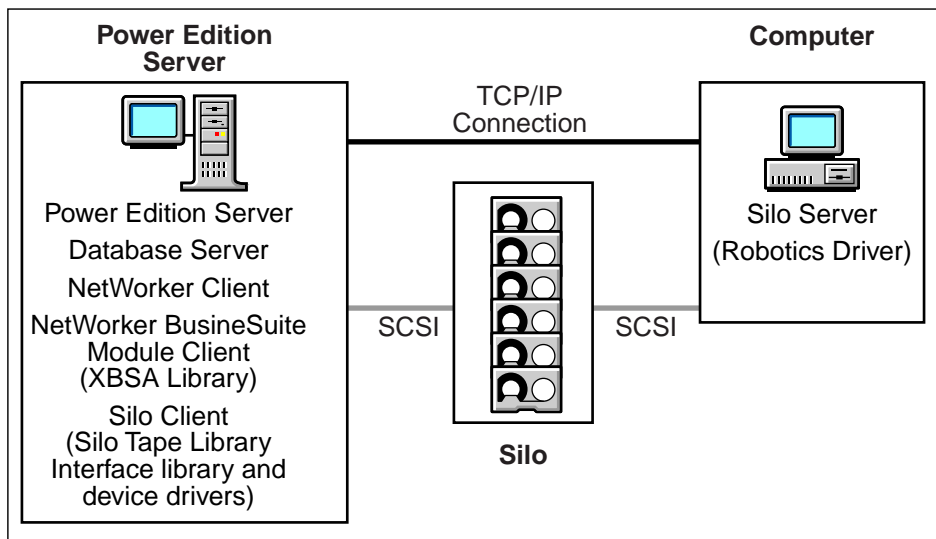 Power Edition
Server
Computer
TCP/IP
Connection
Power Edition Server
Database Server
NetWorker Client
NetWorker BusineSuite
Module Client
(XBSA Library)
Silo Client
(Silo Tape Library
Interface library and
device drivers)
SCSI
SCSI
Silo
Silo Server
(Robotics Driver)